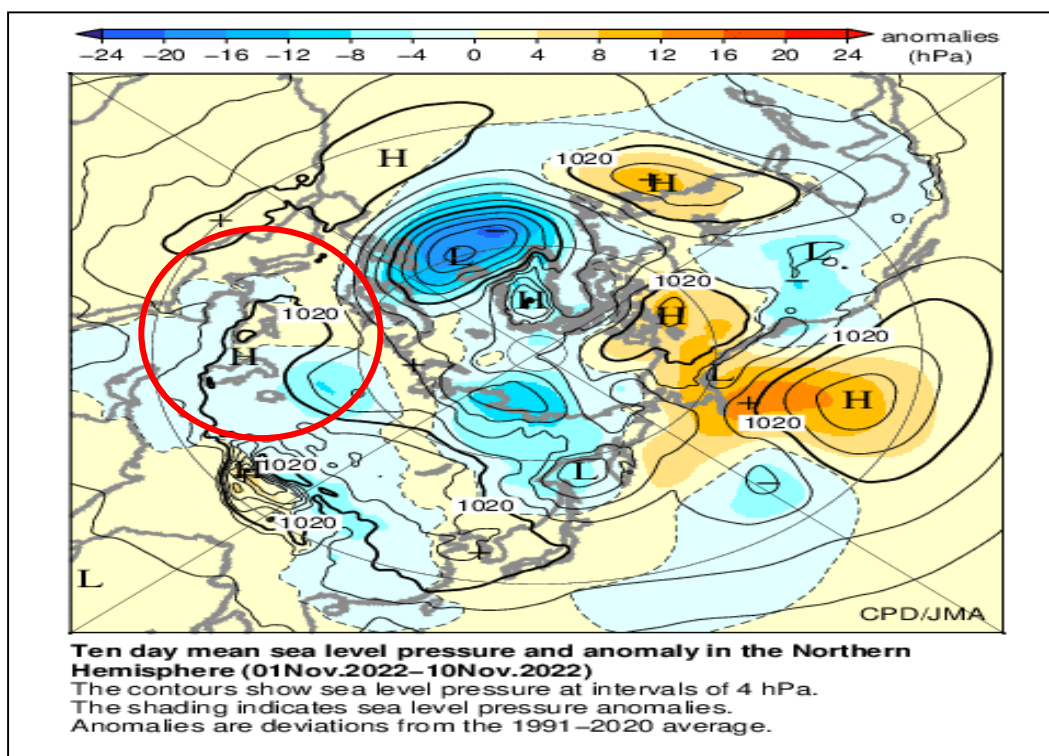 anomalies
−24 −20 −16 −12 −8 −4 0 4 8 12 16 20 24 (hPa)
H
1020
H
L
L
H
1020
1020
H
1020
H
L
H
1020
H
1020
L
1020
1020
L
CPD/JMA
Ten day mean sea level pressure and anomaly in the Northern
Hemisphere (01Nov.2022−10Nov.2022)
The contours show sea level pressure at intervals of 4 hPa.
The shading indicates sea level pressure anomalies.
Anomalies are deviations from the 1991−2020 average.